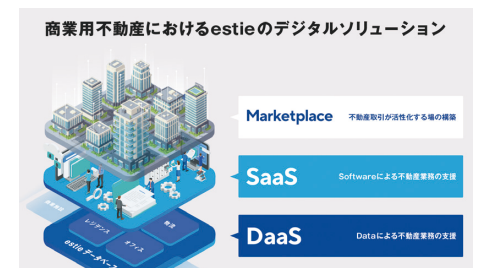 商業用不動産におけるestieのデジタルソリューション
Marketplace 不動産取引が活性化する場の構築
SaaS Softwareによる不動産業務の支援
DaaS Dataによる不動産業務の支援
レジデンス
物流
オフィス
estie データベース